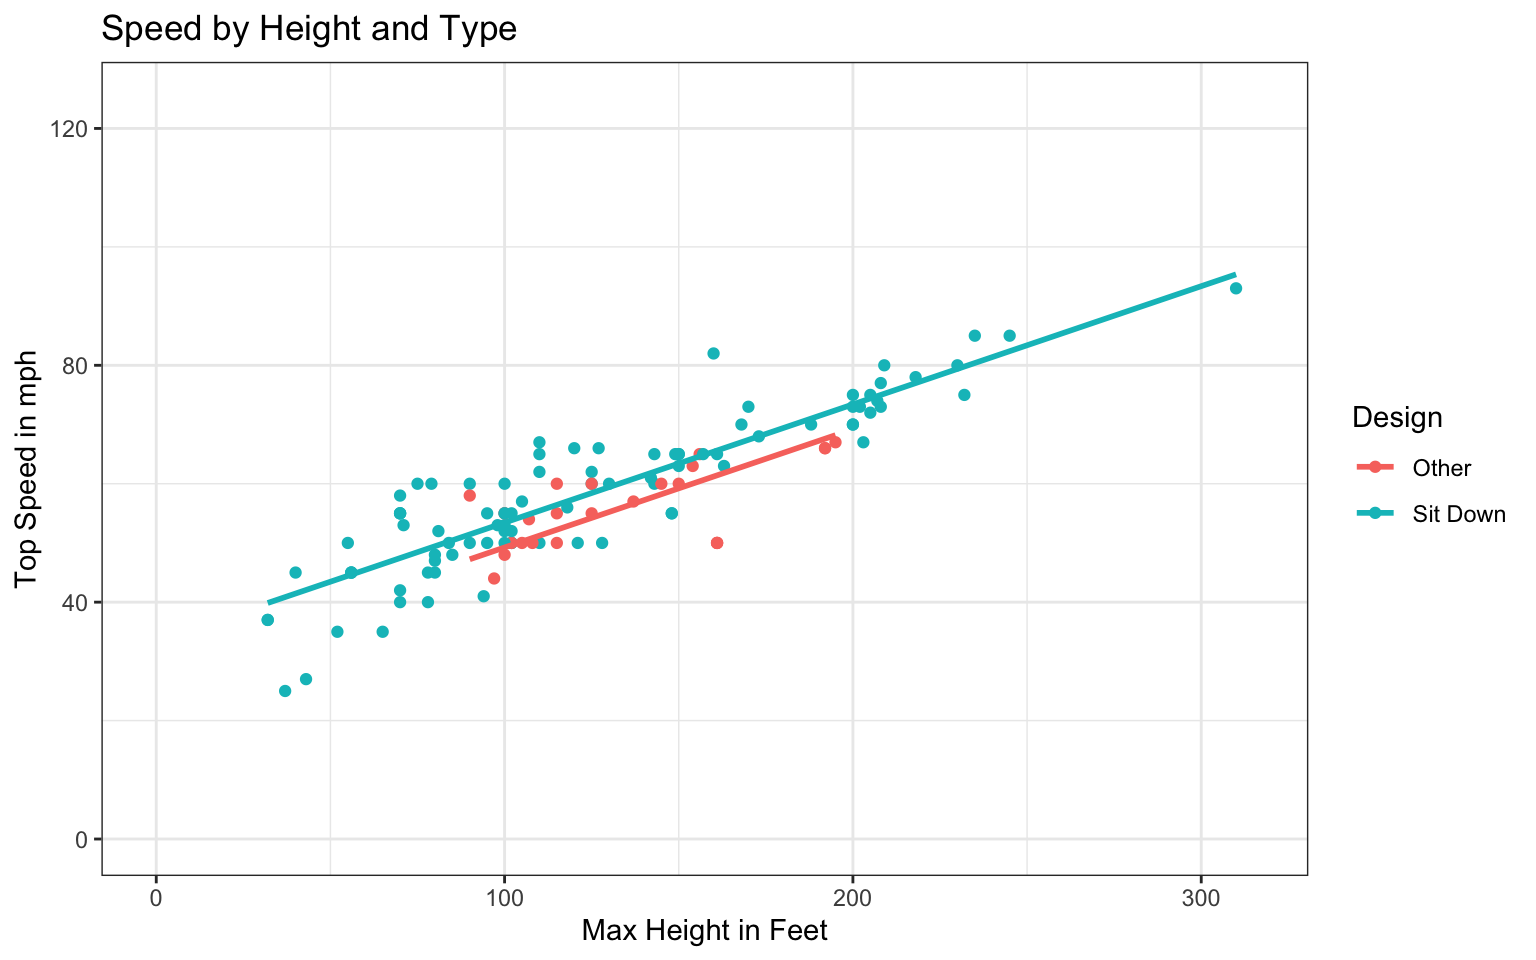 Speed by Height and Type
120
80
40
0
Top Speed in mph
0 100 200 300
Max Height in Feet
Design
Other
Sit Down